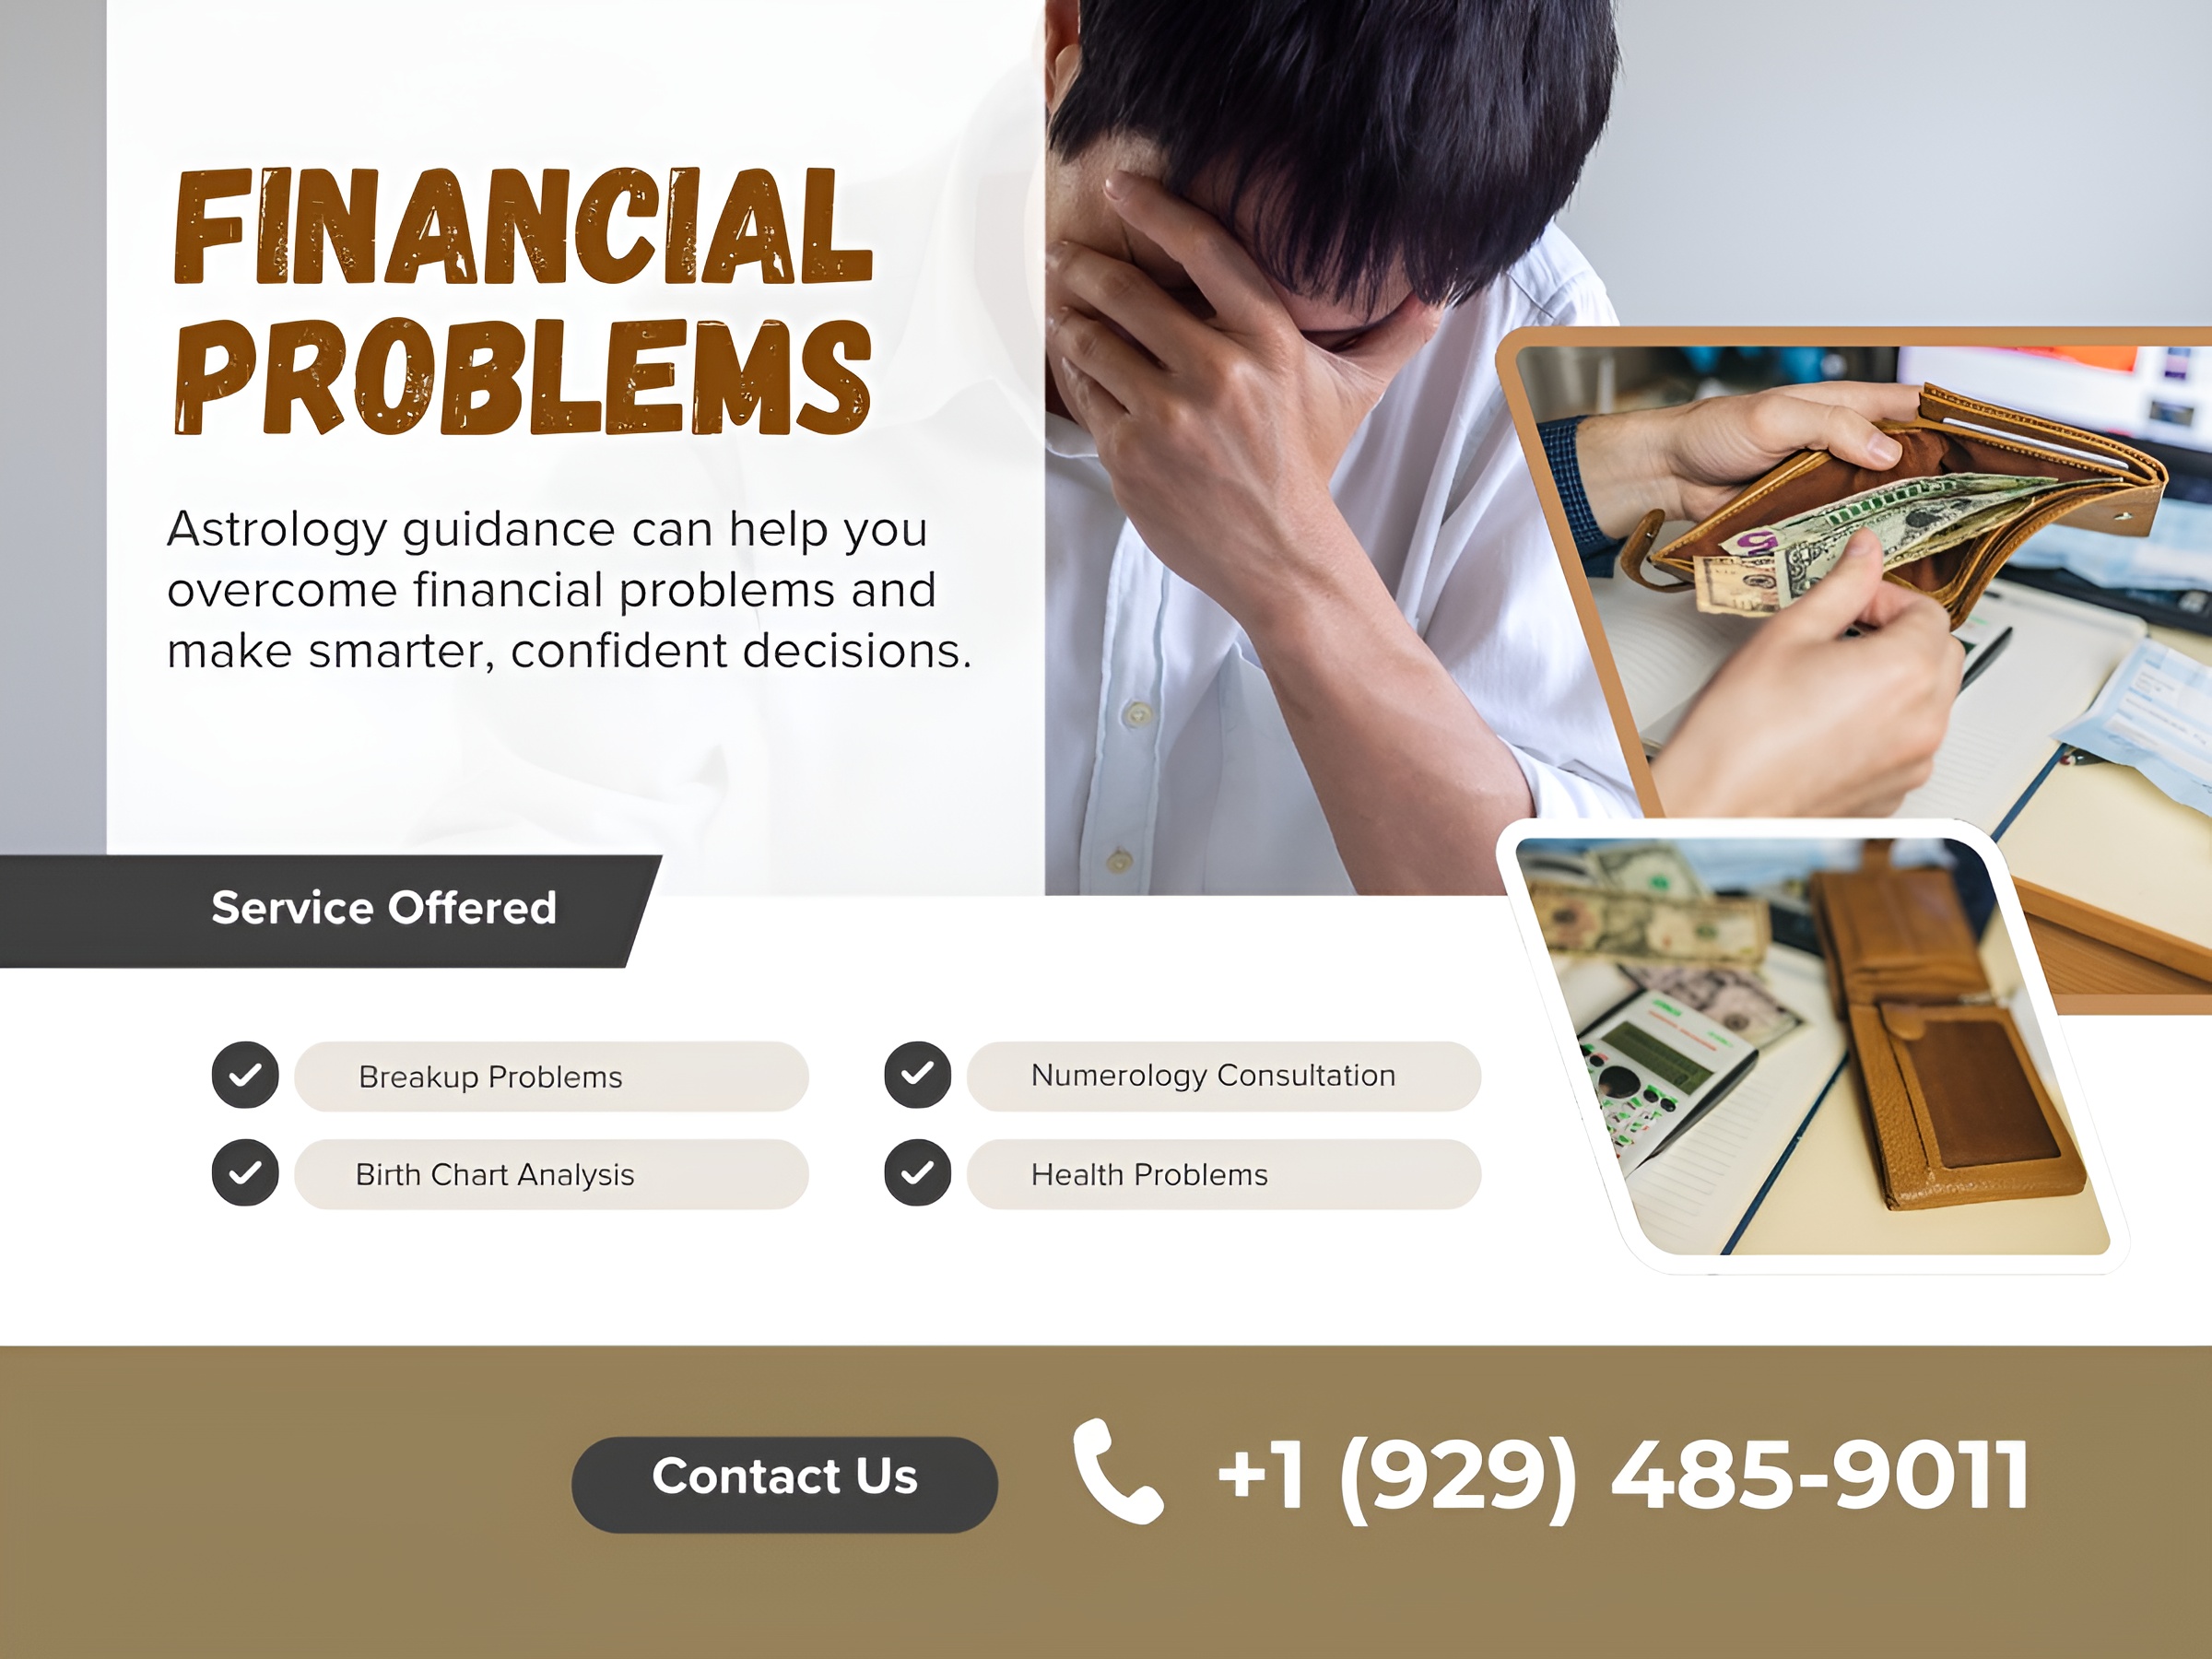 FINANCIAL
PROBLEMS
Astrology guidance can help you
overcome financial problems and
make smarter, confident decisions.
Service Offered
Breakup Problems
Numerology Consultation
Birth Chart Analysis
Health Problems
Contact Us
+1 (929) 485-9011